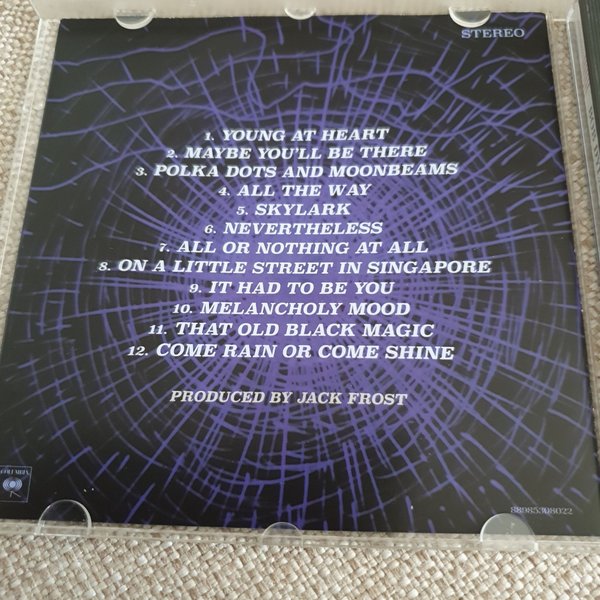 STEREO
1. YOUNG AT HEART
2. MAYBE YOU'LL BE THERE
3. POLKA DOTS AND MOONBEAMS
4. ALL THE WAY
5. SKYLARK
6. NEVERTHELESS
7. ALL OR NOTHING AT ALL
8. ON A LITTLE STREET IN SINGAPORE
9. IT HAD TO BE YOU
10. MELANCHOLY MOOD
11. THAT OLD BLACK MAGIC
12. COME RAIN OR COME SHINE
PRODUCED BY JACK FROST
COLUMBIA
88985308022